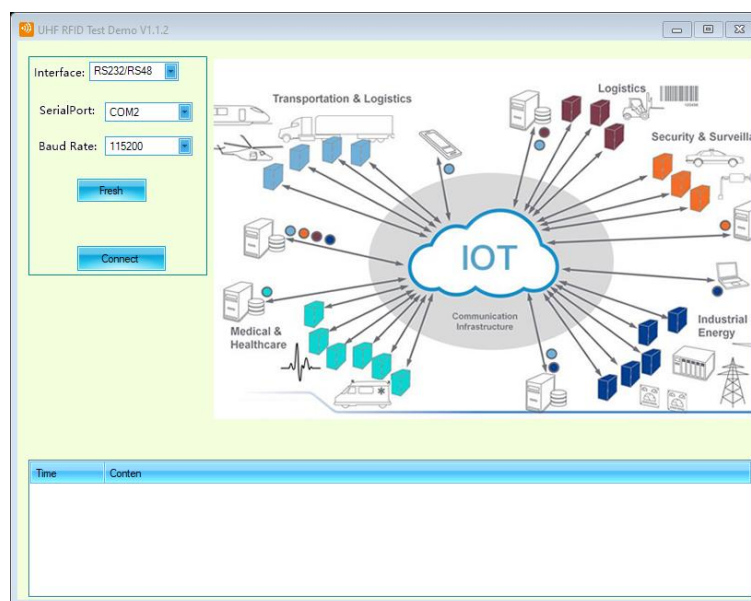 UHF RFID Test Demo V1.1.2
Interface: RS232/RS48
SerialPort: COM2
Baud Rate: 115200
Fresh
Connect
Transportation & Logistics
Logistics
Security & Surveilla
IOT
Communication
Infrastructure
Medical &
Healthcare
Industrial
Energy
Time Conten